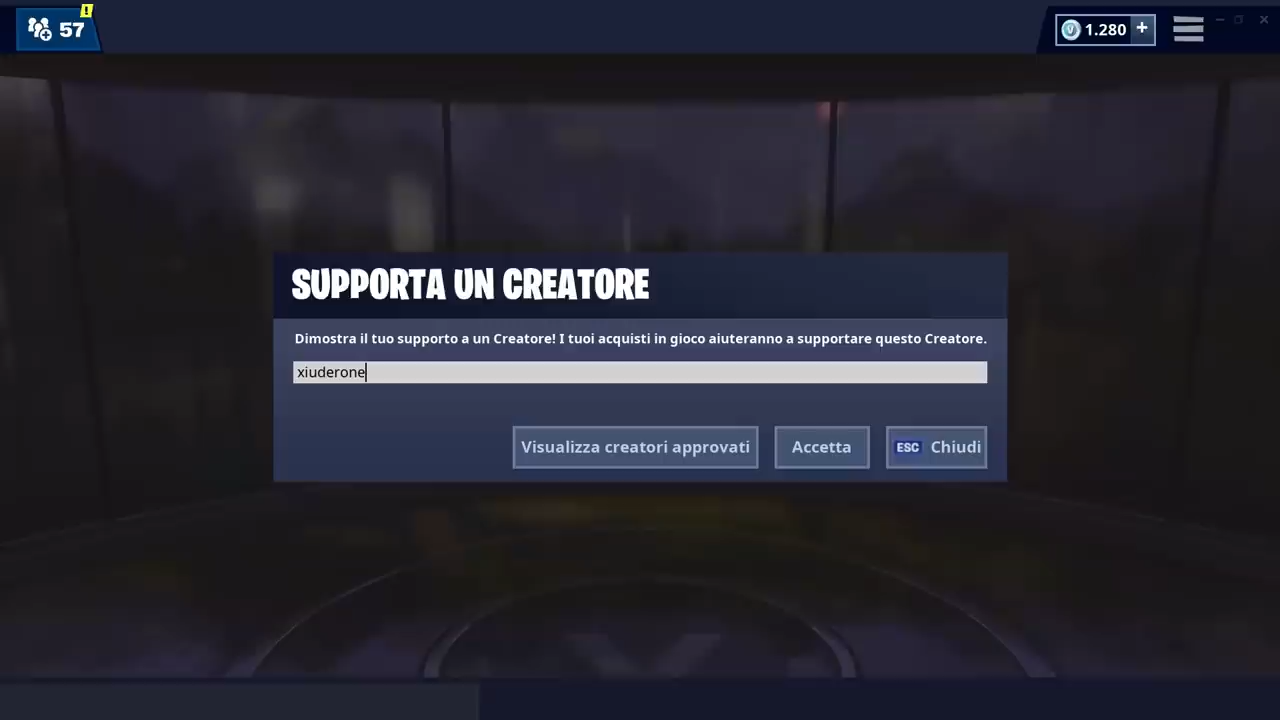 57
!
1.280 +
SUPPORTA UN CREATORE
Dimostra il tuo supporto a un Creatore! I tuoi acquisti in gioco aiuteranno a supportare questo Creatore.
xiuderone
Visualizza creatori approvati
Accetta
ESC Chiudi